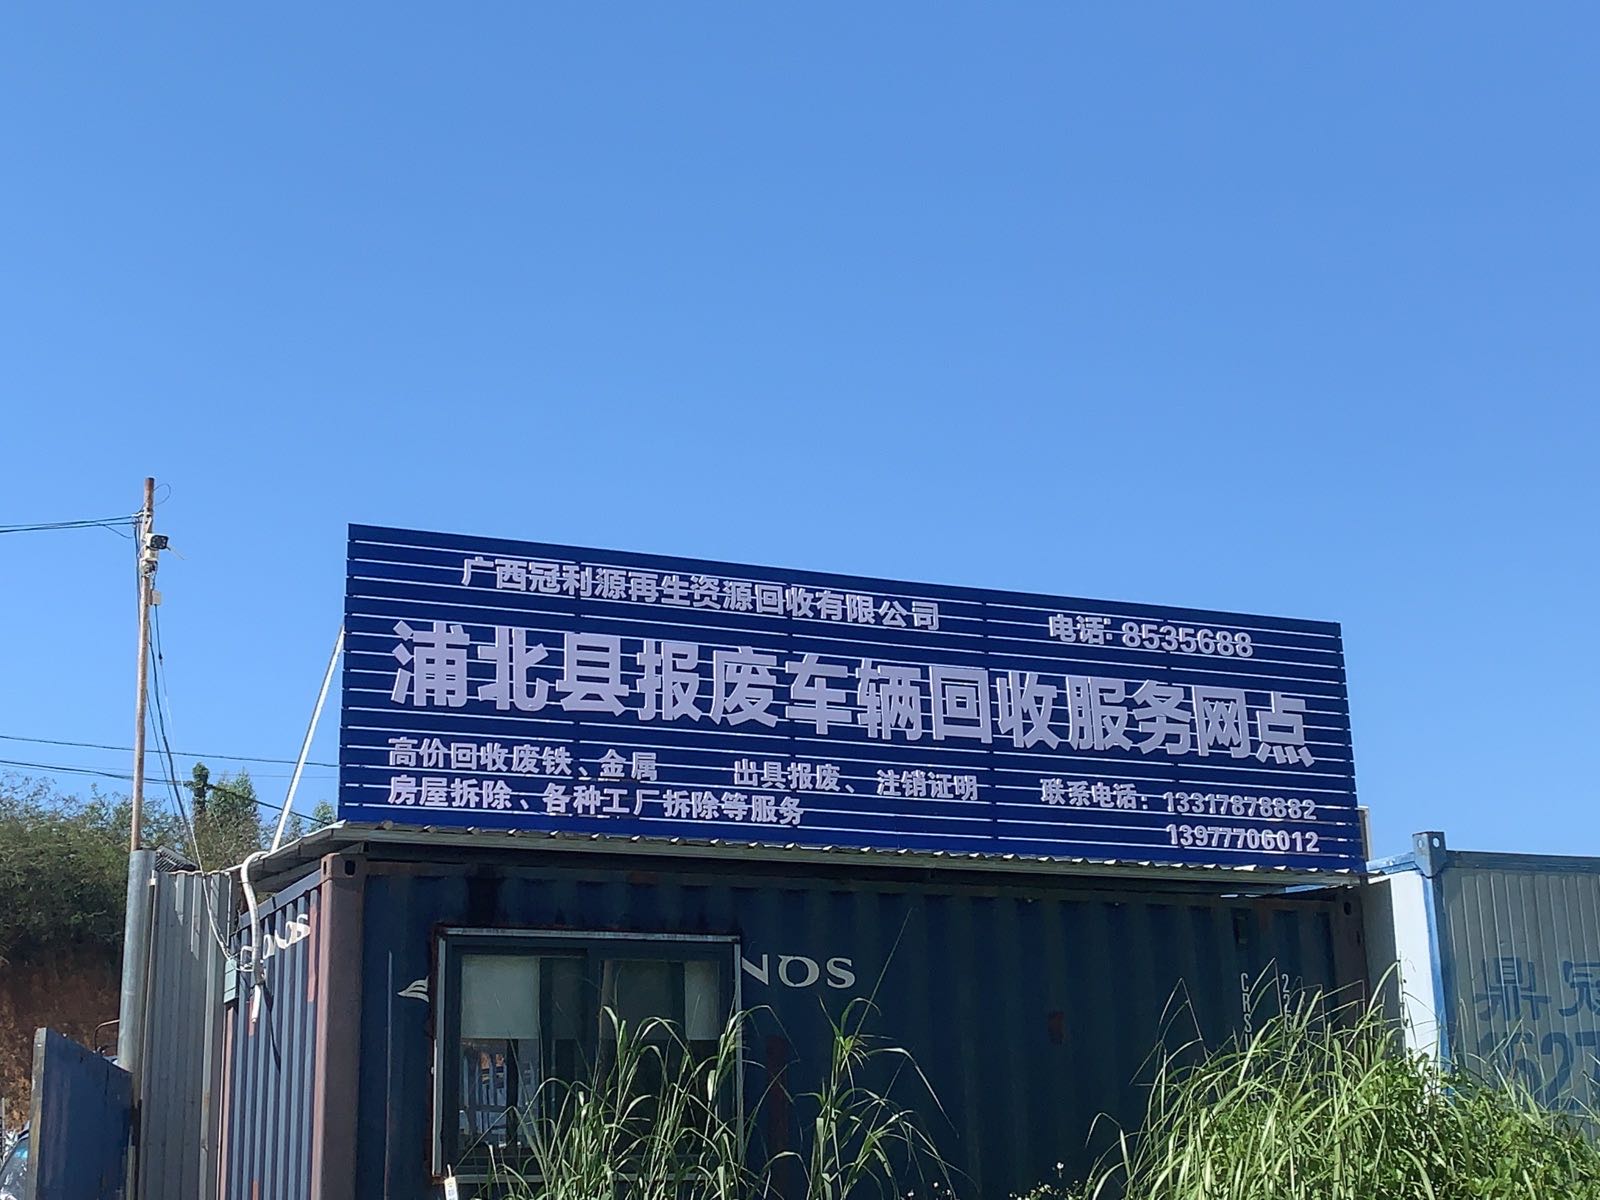 广西冠利源再生资源回收有限公司 电话: 8535688
浦北县报废车辆回收服务网点
高价回收废铁、金属 出具报废、注销证明 联系电话: 13317878882
房屋拆除、各种工厂拆除等服务 13977706012
NOS
鼎冠